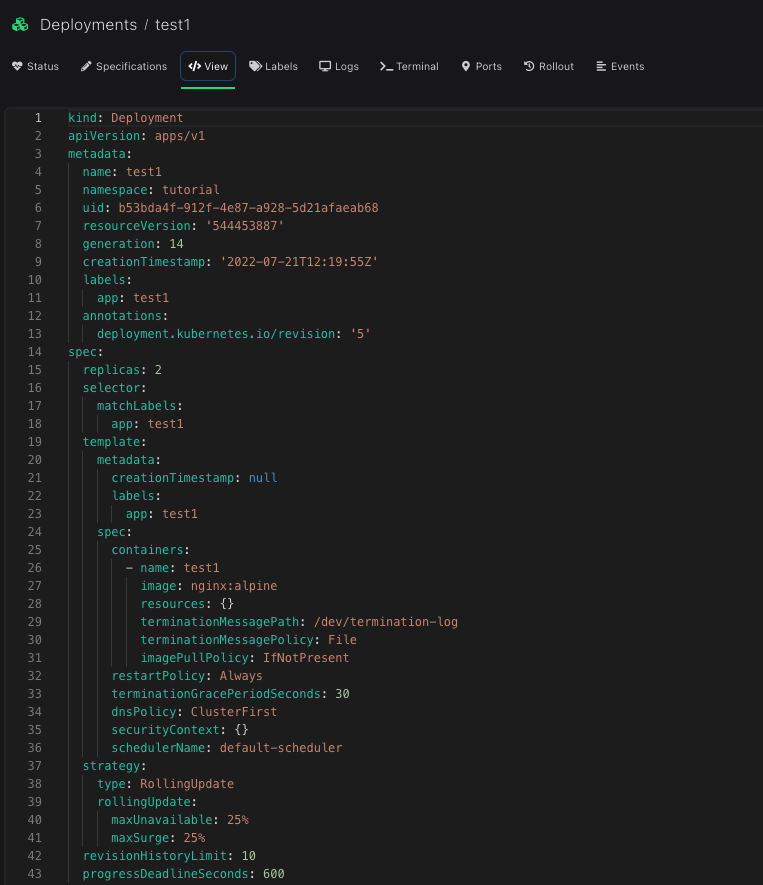 Deployments / test1
Status Specifications View Labels Logs Terminal Ports Rollout Events
1 kind: Deployment
2 apiVersion: apps/v1
3 metadata:
4   name: test1
5   namespace: tutorial
6   uid: b53bda4f-912f-4e87-a928-5d21afaeab68
7   resourceVersion: '544453887'
8   generation: 14
9   creationTimestamp: '2022-07-21T12:19:55Z'
10   labels:
11     app: test1
12   annotations:
13     deployment.kubernetes.io/revision: '5'
14 spec:
15   replicas: 2
16   selector:
17     matchLabels:
18       app: test1
19   template:
20     metadata:
21       creationTimestamp: null
22       labels:
23         app: test1
24     spec:
25       containers:
26         - name: test1
27           image: nginx:alpine
28           resources: {}
29           terminationMessagePath: /dev/termination-log
30           terminationMessagePolicy: File
31           imagePullPolicy: IfNotPresent
32       restartPolicy: Always
33       terminationGracePeriodSeconds: 30
34       dnsPolicy: ClusterFirst
35       securityContext: {}
36       schedulerName: default-scheduler
37   strategy:
38     type: RollingUpdate
39     rollingUpdate:
40       maxUnavailable: 25%
41       maxSurge: 25%
42   revisionHistoryLimit: 10
43   progressDeadlineSeconds: 600